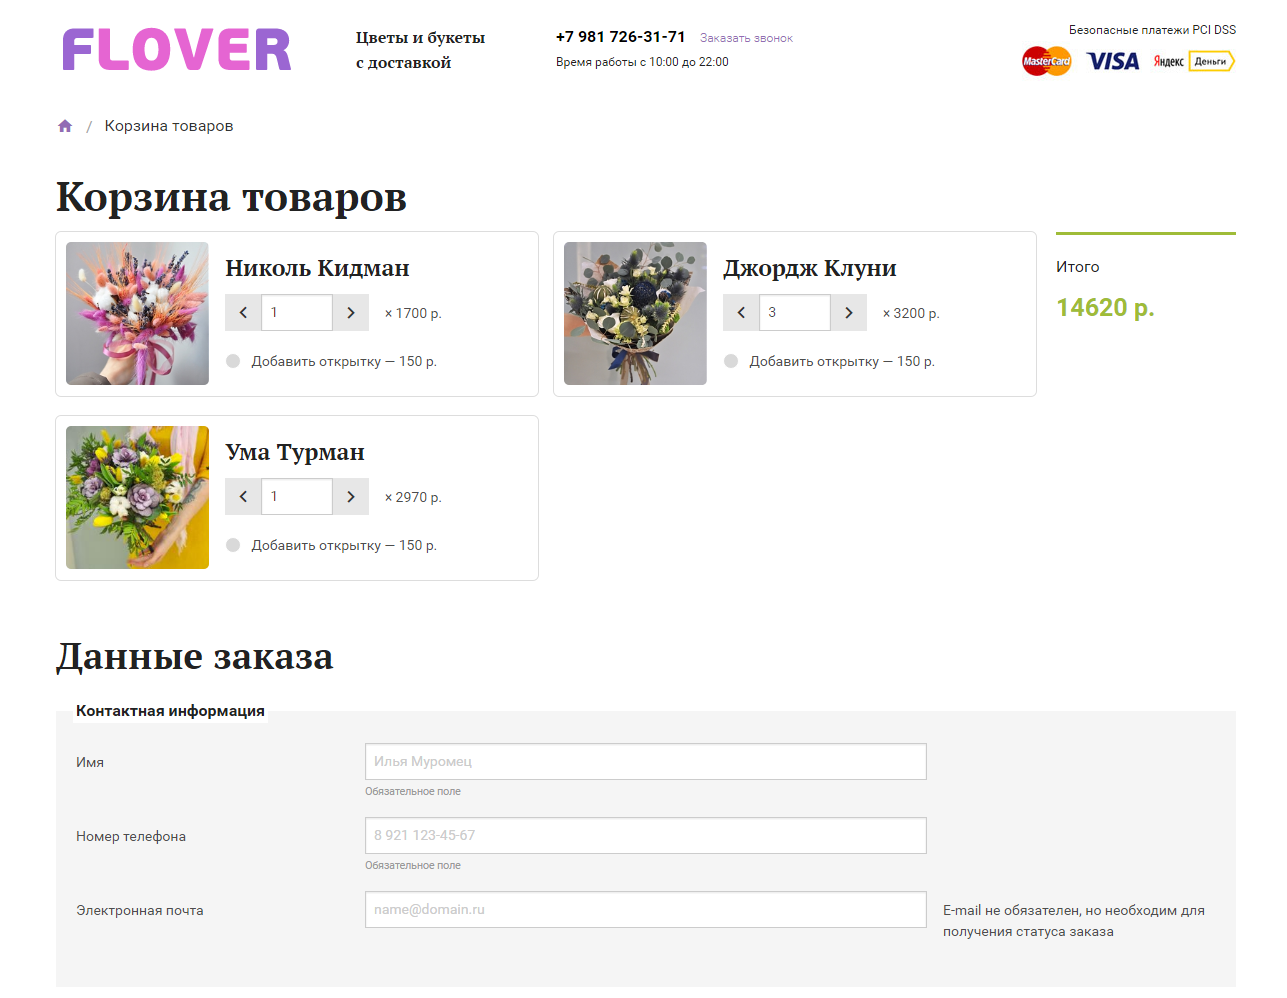 FLOVER
Цветы и букеты
с доставкой
+7 981 726-31-71 Заказать звонок
Время работы с 10:00 до 22:00
Безопасные платежи PCI DSS
MasterCard VISA Яндекс Деньги
/ Корзина товаров
Корзина товаров
Николь Кидман
1 × 1700 р.
Добавить открытку — 150 р.
Джордж Клуни
3 × 3200 р.
Добавить открытку — 150 р.
Итого
14620 р.
Ума Турман
1 × 2970 р.
Добавить открытку — 150 р.
Данные заказа
Контактная информация
Имя
Илья Муромец
Обязательное поле
Номер телефона
8 921 123-45-67
Обязательное поле
Электронная почта
name@domain.ru
E-mail не обязателен, но необходим для
получения статуса заказа